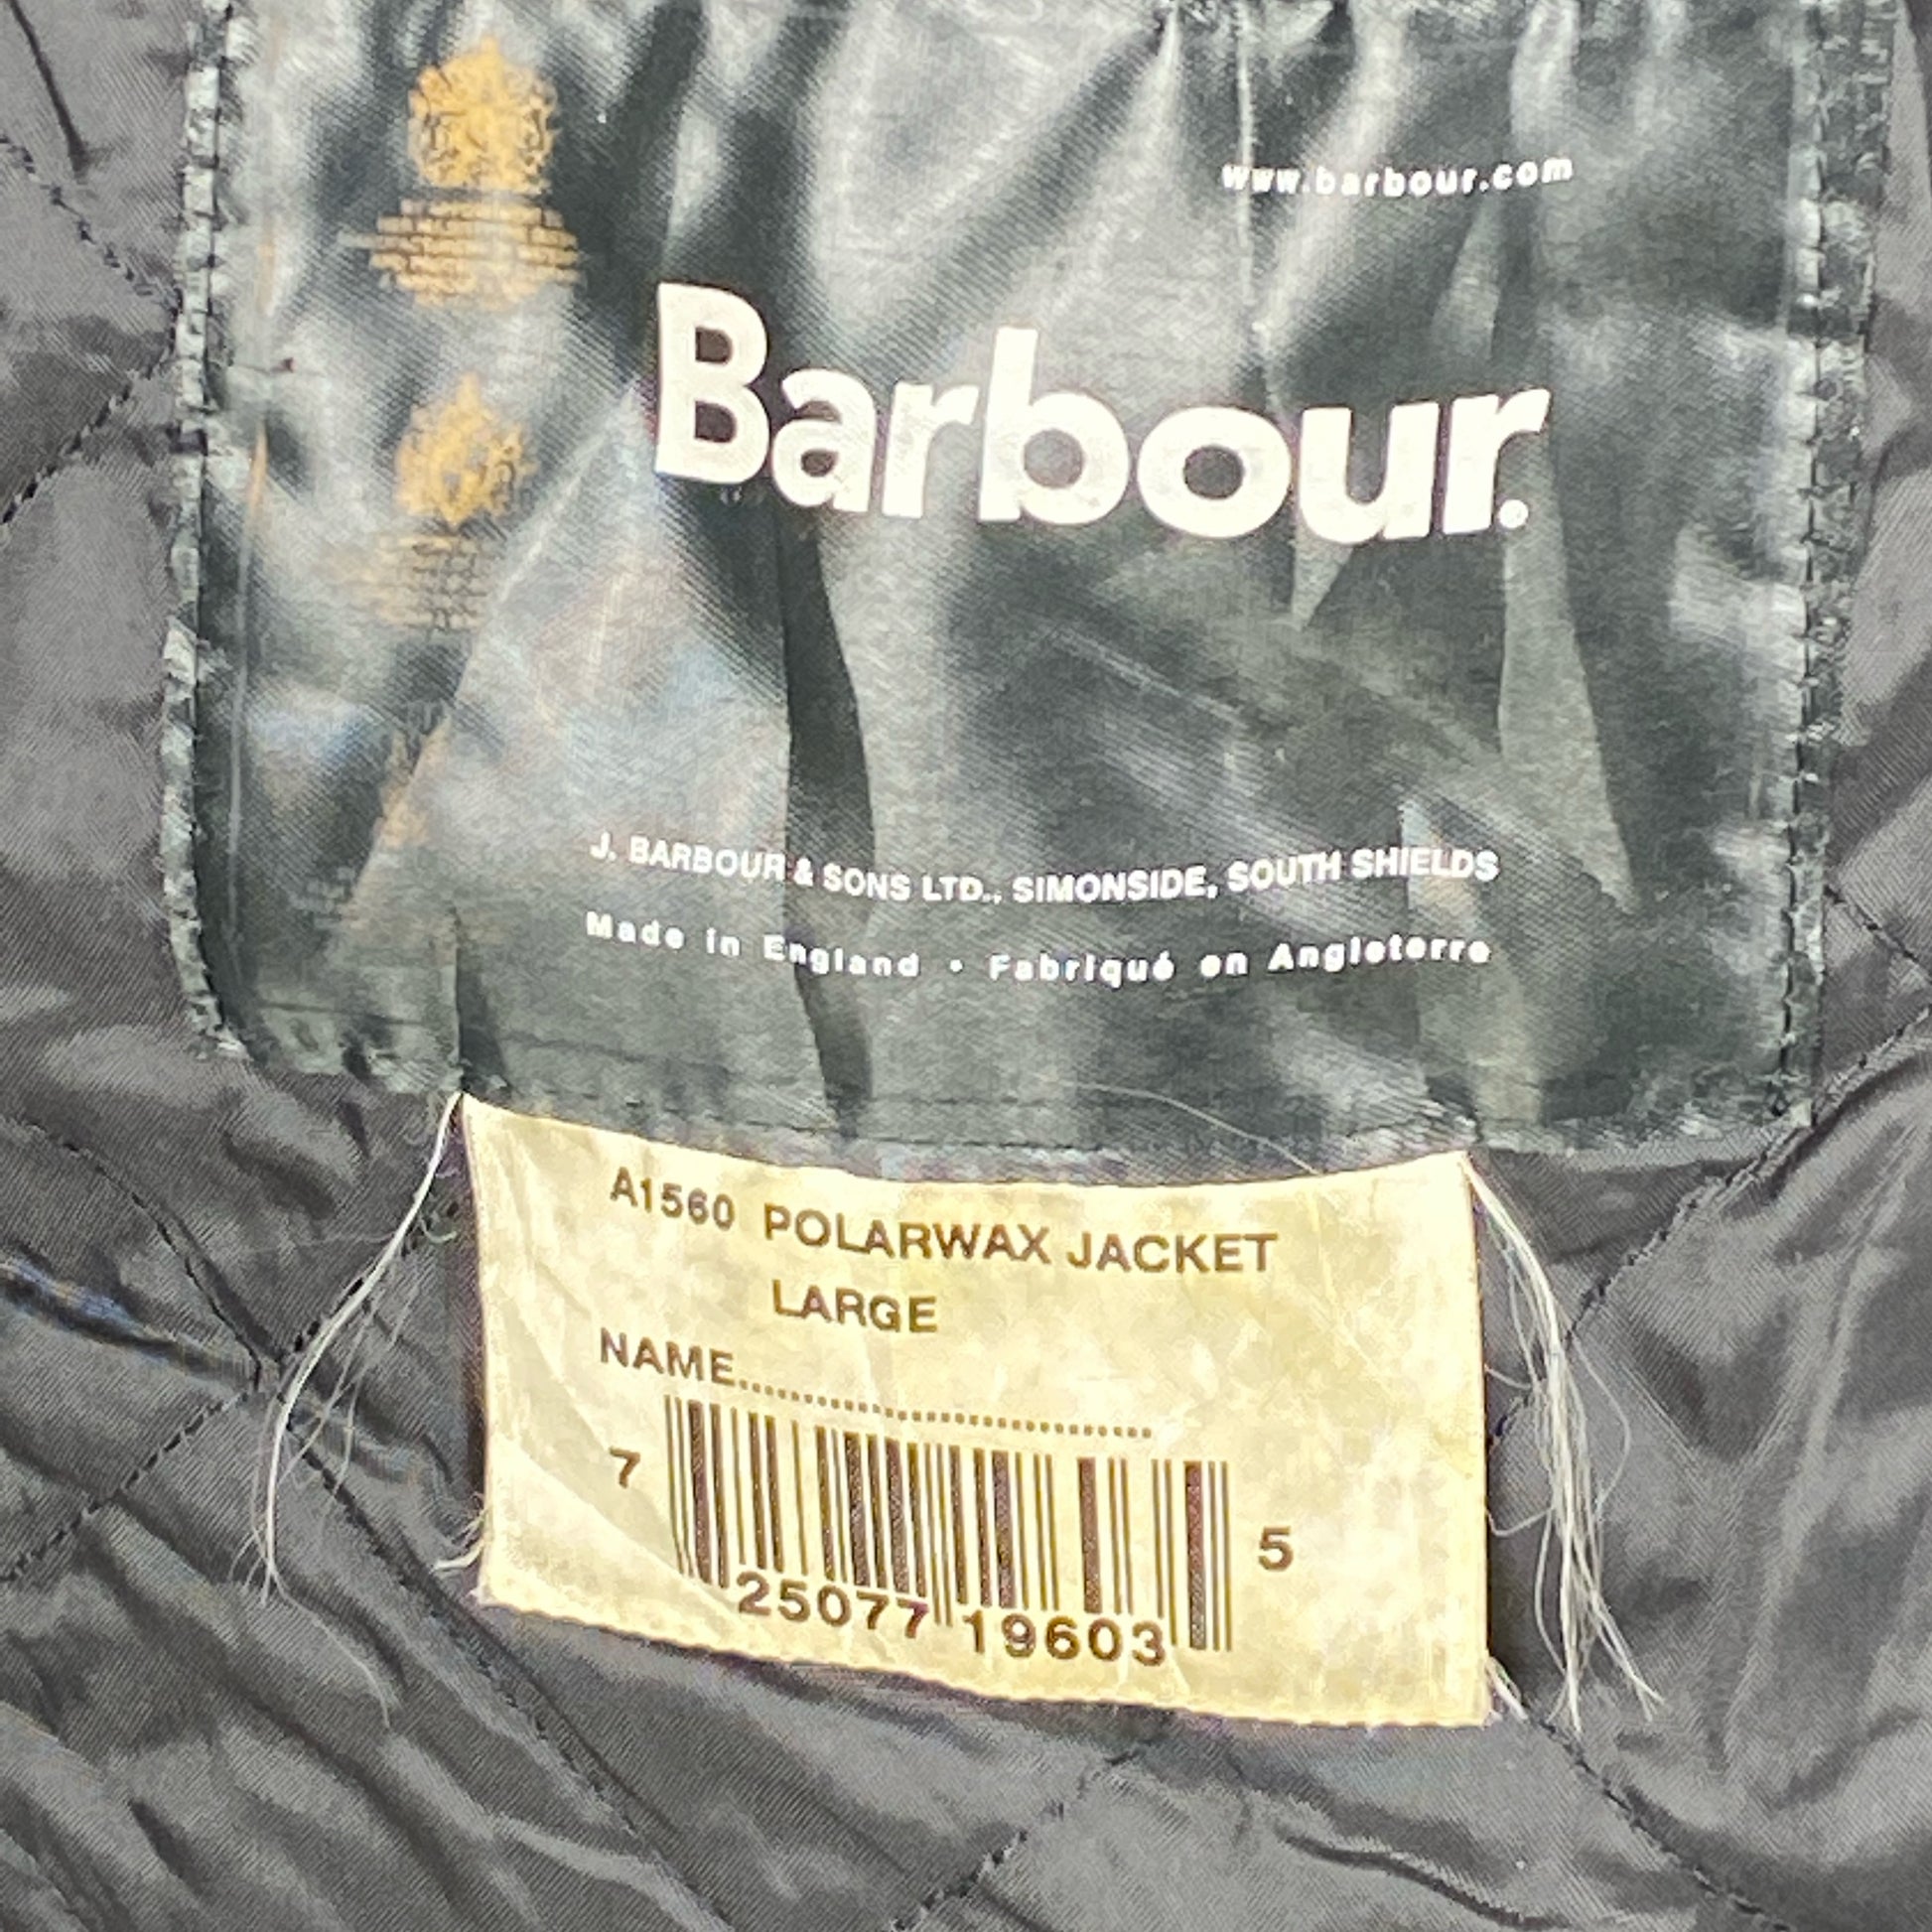 www.barbour.com
Barbour.
J. BARBOUR & SONS LTD., SIMONSIDE, SOUTH SHIELDS
Made in England • Fabriqué en Angleterre
A1560 POLARWAX JACKET
LARGE
NAME....................................
7 25077 19603 5